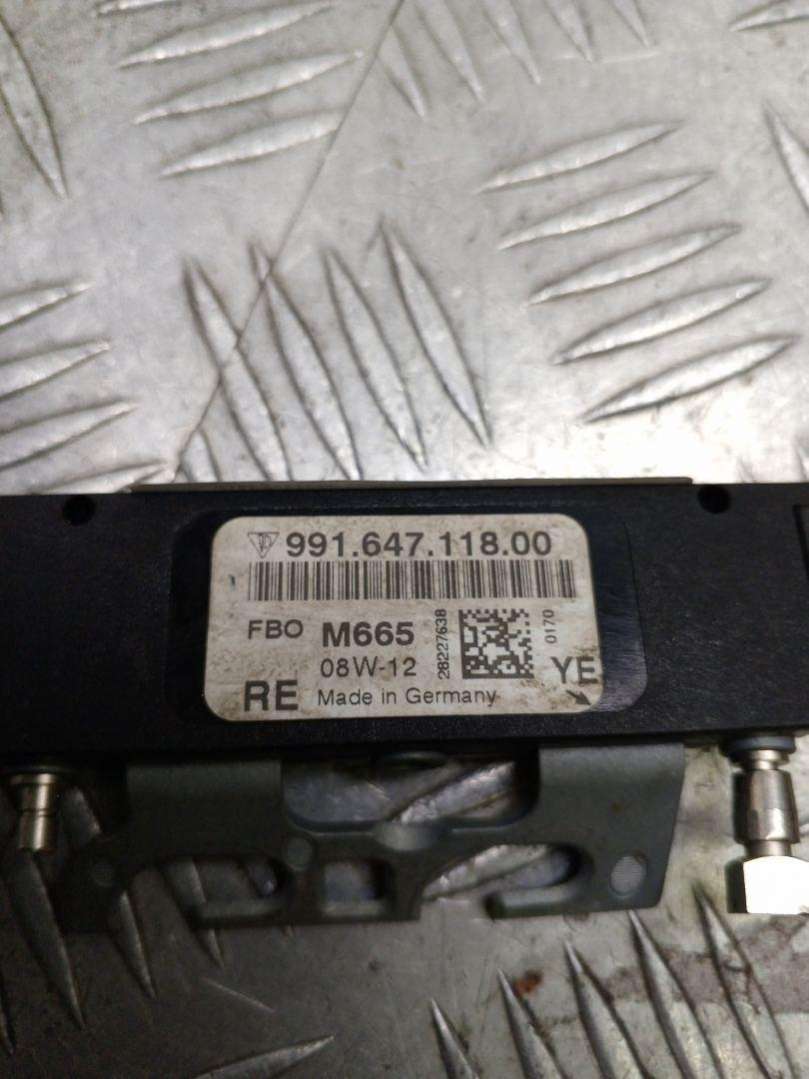 991.647.118.00
FBO M665
08W-12
RE Made in Germany
28227638
0170
YE